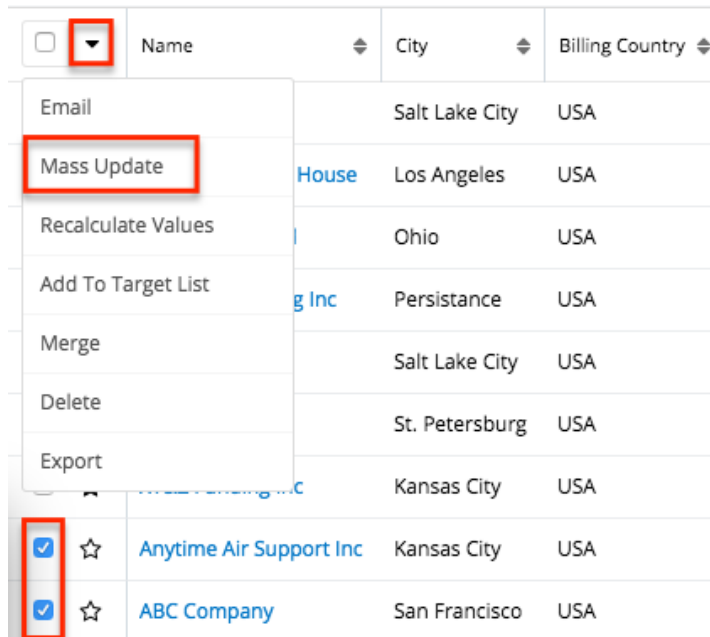 Name City Billing Country
Email Salt Lake City USA
Mass Update House Los Angeles USA
Recalculate Values Ohio USA
Add To Target List g Inc Persistance USA
Merge Salt Lake City USA
Delete St. Petersburg USA
Export Inc Kansas City USA
Anytime Air Support Inc Kansas City USA
ABC Company San Francisco USA